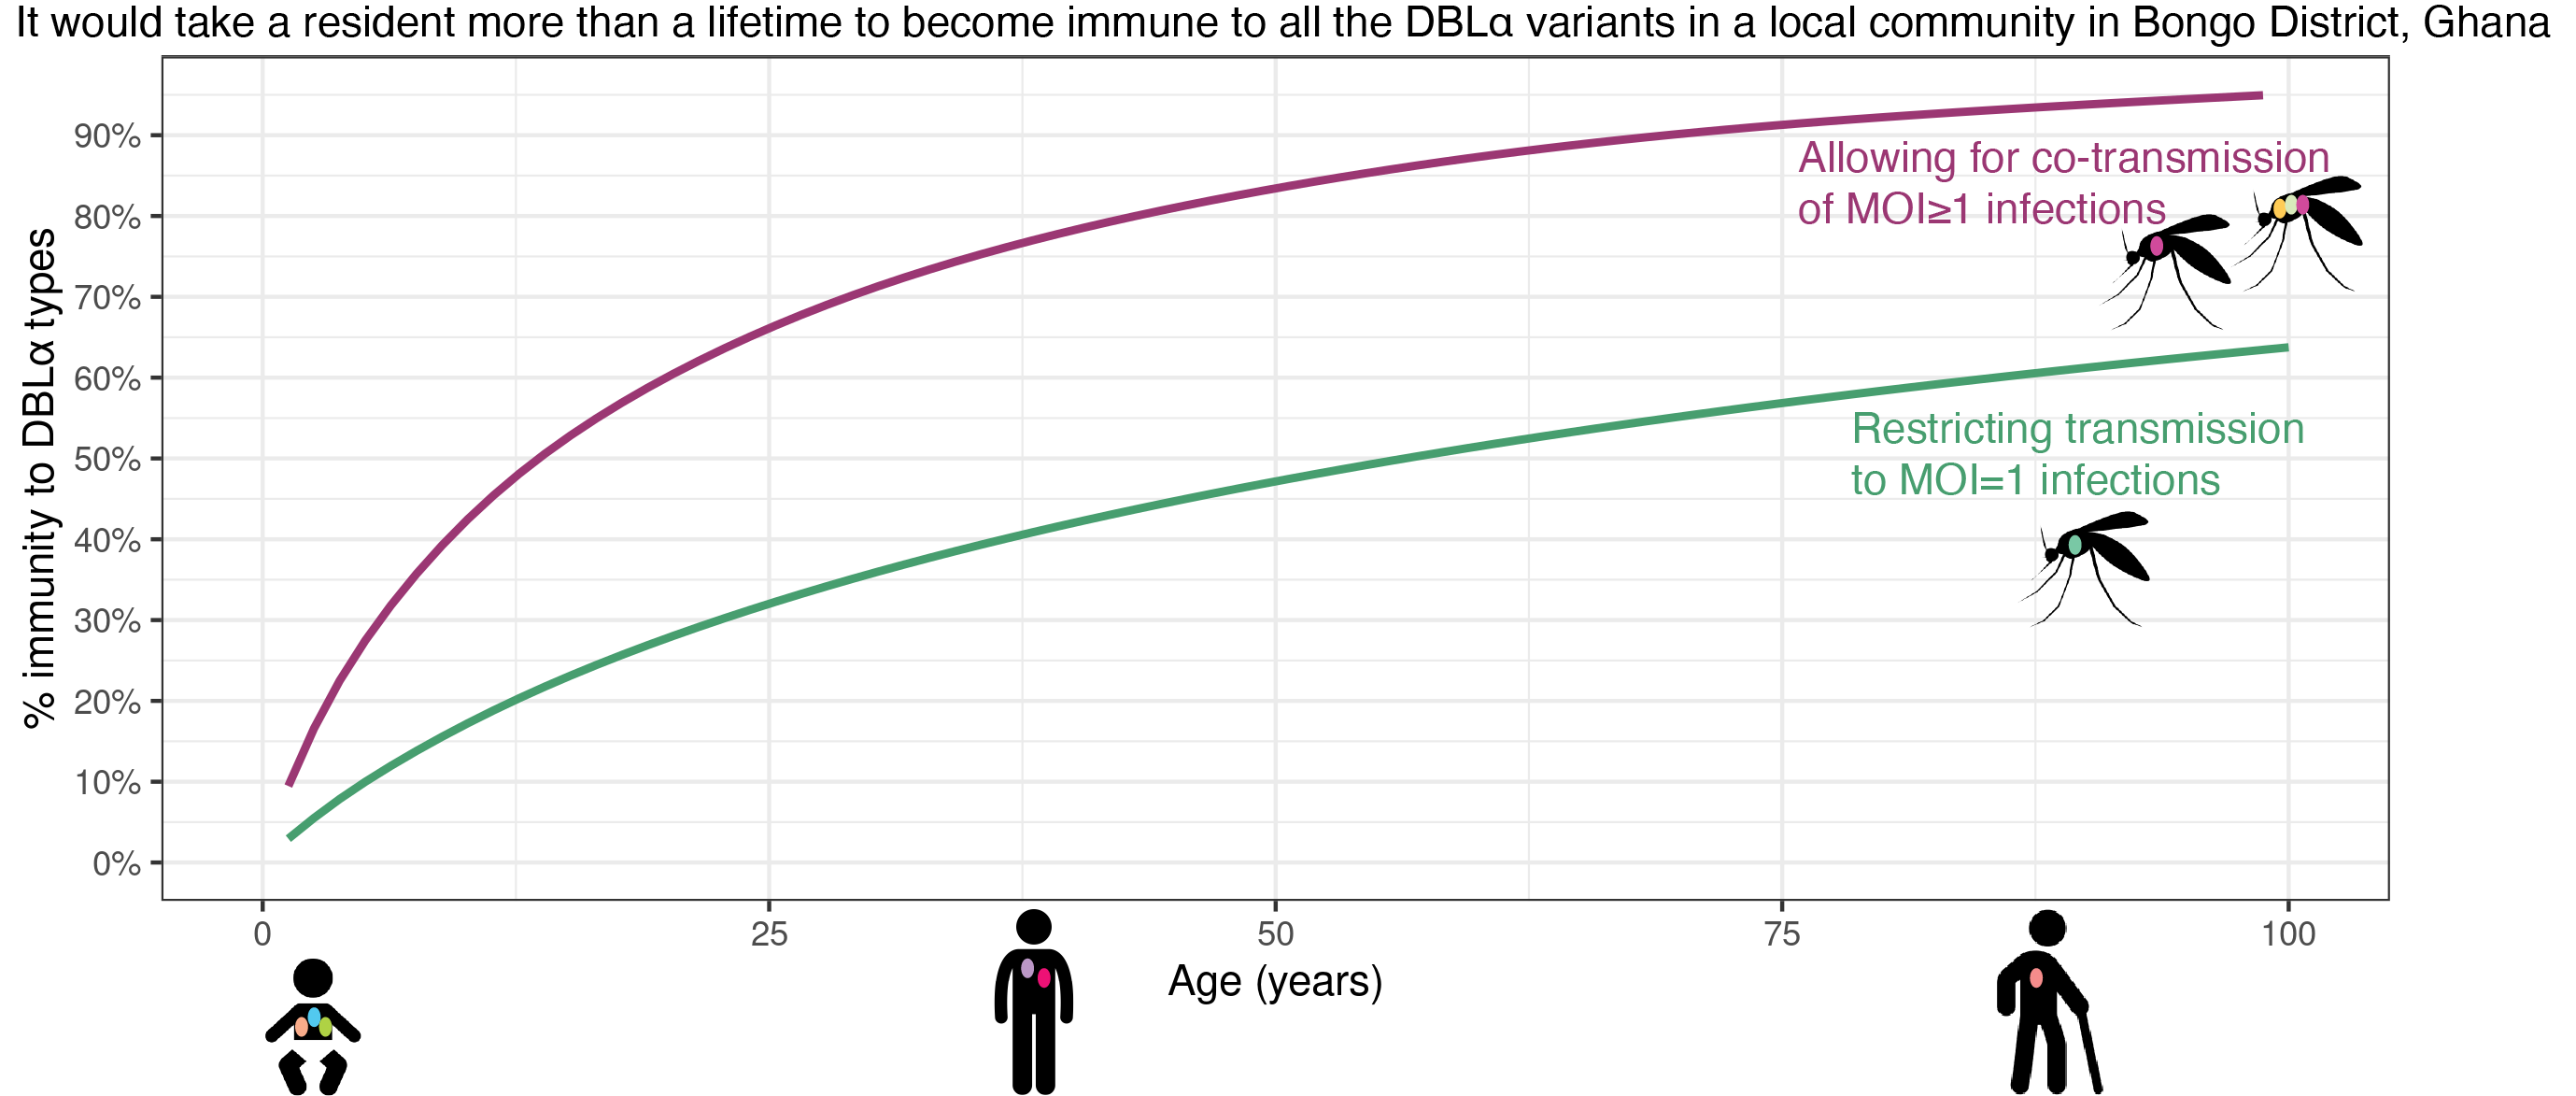 It would take a resident more than a lifetime to become immune to all the DBLα variants in a local community in Bongo District, Ghana
% immunity to DBLα types
90%
80%
70%
60%
50%
40%
30%
20%
10%
0%
Allowing for co-transmission
of MOI≥1 infections
Restricting transmission
to MOI=1 infections
0
25
50
75
100
Age (years)